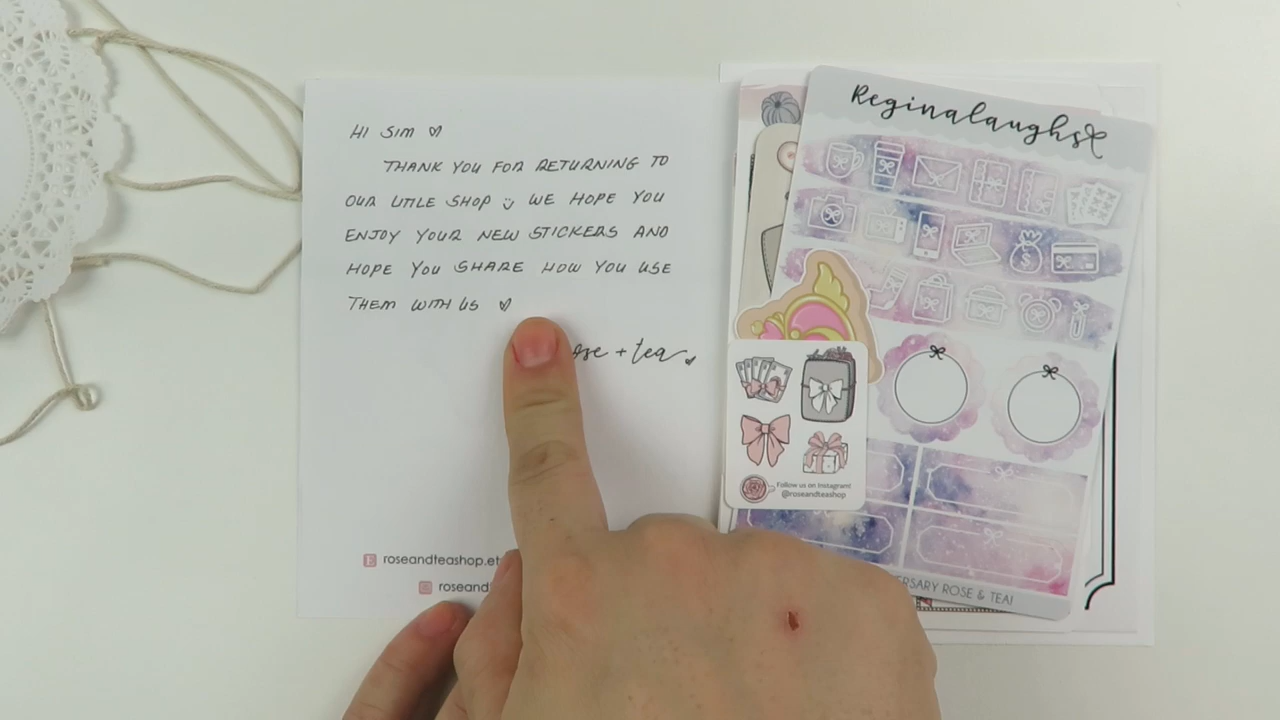 HI SIM ♡
THANK YOU FOR RETURNING TO
OUR LITTLE SHOP :) WE HOPE YOU
ENJOY YOUR NEW STICKERS AND
HOPE YOU SHARE HOW YOU USE
THEM WITH US ♡
ose + tea
roseandteashop.et
roseand
Reginalaughs
Follow us on Instagram!
@roseandteashop
ERSARY ROSE & TEA!